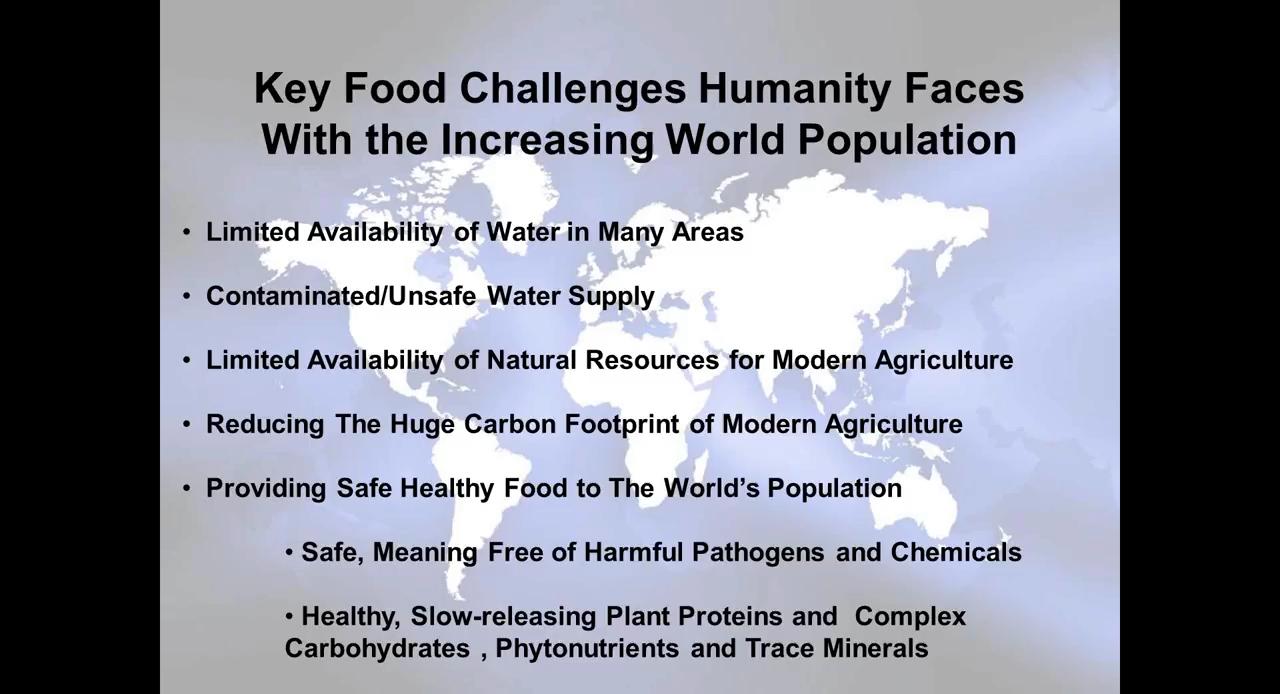 Key Food Challenges Humanity Faces
With the Increasing World Population
• Limited Availability of Water in Many Areas
• Contaminated/Unsafe Water Supply
• Limited Availability of Natural Resources for Modern Agriculture
• Reducing The Huge Carbon Footprint of Modern Agriculture
• Providing Safe Healthy Food to The World's Population
• Safe, Meaning Free of Harmful Pathogens and Chemicals
• Healthy, Slow-releasing Plant Proteins and Complex
Carbohydrates , Phytonutrients and Trace Minerals